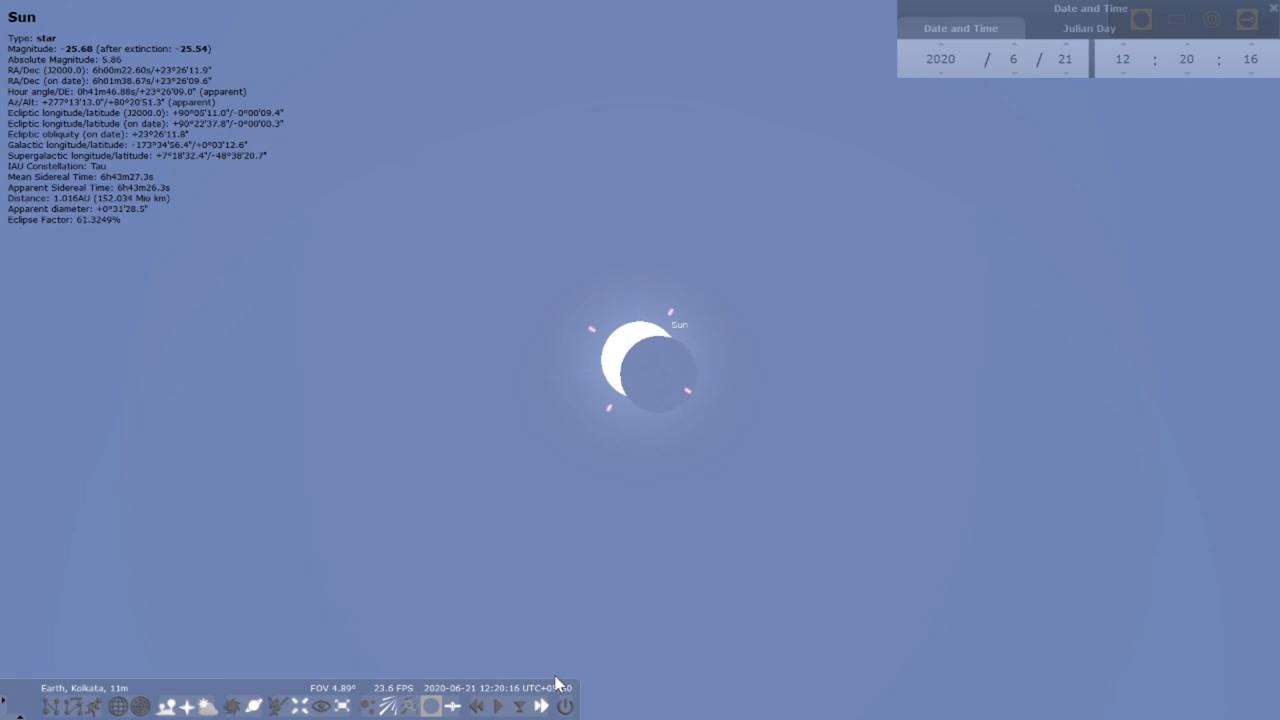 Sun
Type: star
Magnitude: -25.68 (after extinction: -25.54)
Absolute Magnitude: 5.86
RA/Dec (J2000.0): 6h00m22.60s/+23°26'11.9"
RA/Dec (on date): 6h01m38.67s/+23°26'09.6"
Hour angle/DE: 0h41m46.88s/+23°26'09.0" (apparent)
Az/Alt: +277°13'13.0"/+80°20'51.3" (apparent)
Ecliptic longitude/latitude (J2000.0): +90°05'11.0"/-0°00'09.4"
Ecliptic longitude/latitude (on date): +90°22'37.8"/-0°00'00.3"
Ecliptic obliquity (on date): +23°26'11.8"
Galactic longitude/latitude: -173°34'56.4"/+0°03'12.6"
Supergalactic longitude/latitude: +7°18'32.4"/-48°38'20.7"
IAU Constellation: Tau
Mean Sidereal Time: 6h43m27.3s
Apparent Sidereal Time: 6h43m26.3s
Distance: 1.016AU (152.034 Mio km)
Apparent diameter: +0°31'28.5"
Eclipse Factor: 61.3249%
Date and Time
Date and Time Julian Day
2020 / 6 / 21 12 : 20 : 16
Sun
Earth, Kolkata, 11m FOV 4.89° 23.6 FPS 2020-06-21 12:20:16